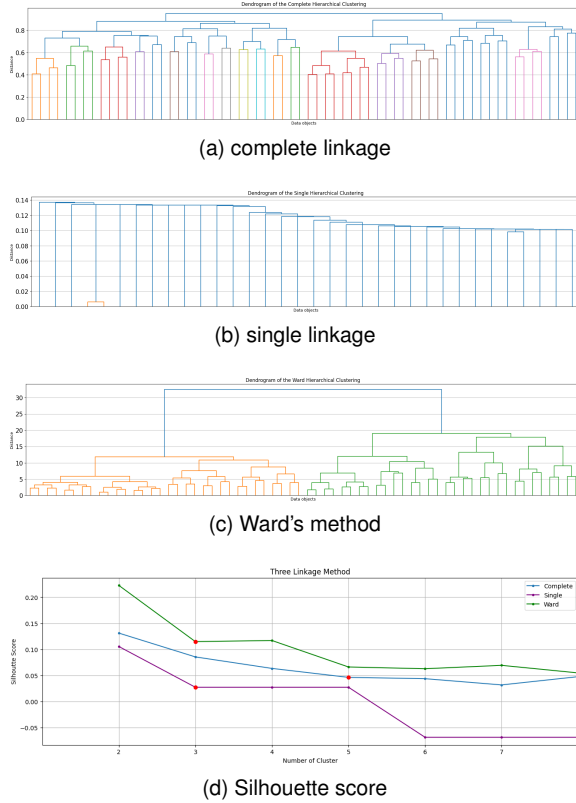 Dendrogram of the Complete Hierarchical Clustering
Distance
0.8
0.6
0.4
0.2
0.0
Data objects
(a) complete linkage
Dendrogram of the Single Hierarchical Clustering
Distance
0.14
0.12
0.10
0.08
0.06
0.04
0.02
0.00
Data objects
(b) single linkage
Dendrogram of the Ward Hierarchical Clustering
Distance
30
25
20
15
10
5
0
Data objects
(c) Ward's method
Three Linkage Method
Silhoutte Score
0.20
0.15
0.10
0.05
0.00
−0.05
Complete
Single
Ward
2 3 4 5 6 7
Number of Cluster
(d) Silhouette score